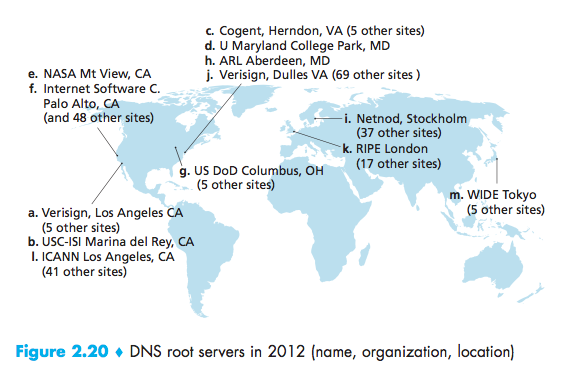 c. Cogent, Herndon, VA (5 other sites)
d. U Maryland College Park, MD
h. ARL Aberdeen, MD
j. Verisign, Dulles VA (69 other sites )
e. NASA Mt View, CA
f. Internet Software C.
Palo Alto, CA
(and 48 other sites)
i. Netnod, Stockholm
(37 other sites)
k. RIPE London
(17 other sites)
g. US DoD Columbus, OH
(5 other sites)
m. WIDE Tokyo
(5 other sites)
a. Verisign, Los Angeles CA
(5 other sites)
b. USC-ISI Marina del Rey, CA
l. ICANN Los Angeles, CA
(41 other sites)
Figure 2.20 ♦ DNS root servers in 2012 (name, organization, location)